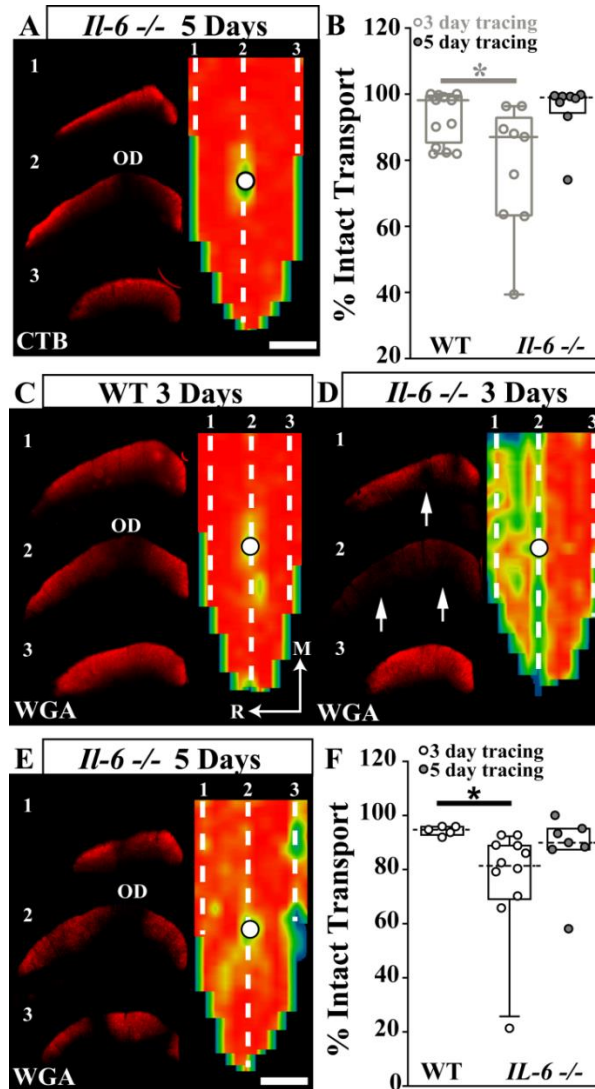 A Il-6 -/- 5 Days
1 2 3
1
2
OD
3
CTB
B
3 day tracing
5 day tracing
*
% Intact Transport
120
100
80
60
40
20
WT Il-6 -/-
C WT 3 Days
1 2 3
1
OD
2
3
M
R
WGA
D Il-6 -/- 3 Days
1 2 3
1
2
3
WGA
E Il-6 -/- 5 Days
1 2 3
1
OD
2
3
WGA
F
3 day tracing
5 day tracing
*
% Intact Transport
120
100
80
60
40
20
0
WT IL-6 -/-